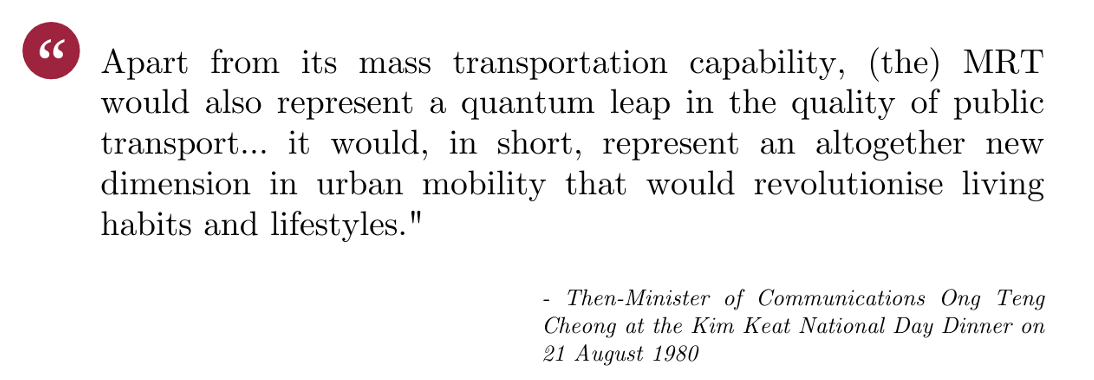 “
Apart from its mass transportation capability, (the) MRT
would also represent a quantum leap in the quality of public
transport... it would, in short, represent an altogether new
dimension in urban mobility that would revolutionise living
habits and lifestyles."
- Then-Minister of Communications Ong Teng
Cheong at the Kim Keat National Day Dinner on
21 August 1980